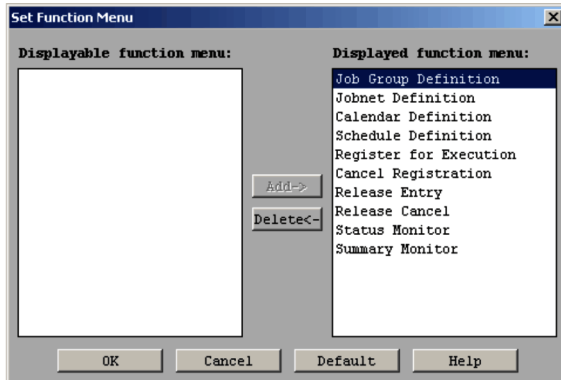 Set Function Menu
Displayable function menu:
Displayed function menu:
Job Group Definition
Jobnet Definition
Calendar Definition
Schedule Definition
Register for Execution
Cancel Registration
Release Entry
Release Cancel
Status Monitor
Summary Monitor
Add->
Delete<-
OK
Cancel
Default
Help